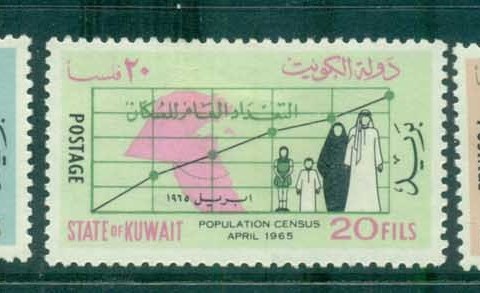 ٢٠ فلسا
دولة الكويت
التعداد العام للسكان
POSTAGE
بريد
ابريل ١٩٦٥
STATE OF KUWAIT
POPULATION CENSUS
APRIL 1965
20 FILS